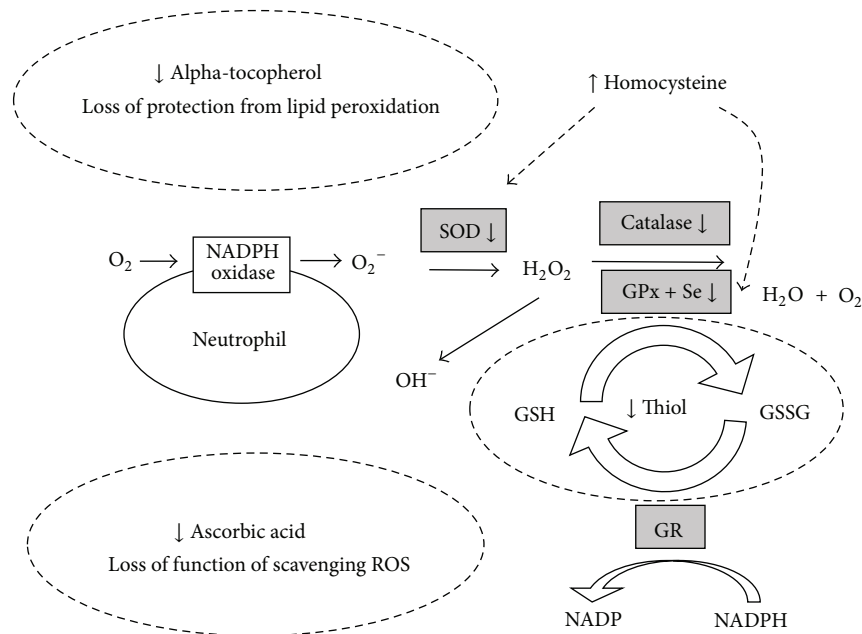 ↓ Alpha-tocopherol
Loss of protection from lipid peroxidation
↑ Homocysteine
SOD ↓
Catalase ↓
O₂
NADPH
oxidase
O₂⁻
H₂O₂
GPx + Se ↓
H₂O + O₂
Neutrophil
OH⁻
GSH
↓ Thiol
GSSG
↓ Ascorbic acid
Loss of function of scavenging ROS
GR
NADP
NADPH